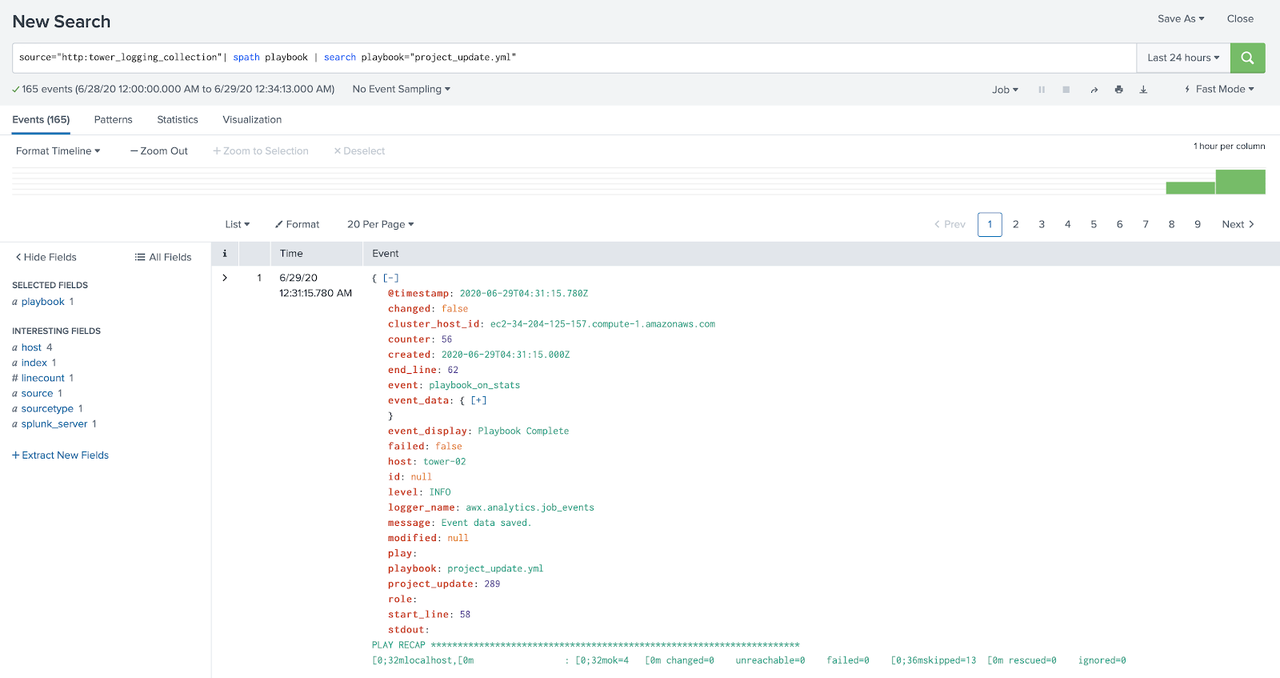 New Search
Save As ▾ Close
source="http:tower_logging_collection"| spath playbook | search playbook="project_update.yml"
Last 24 hours ▾
✓ 165 events (6/28/20 12:00:00.000 AM to 6/29/20 12:34:13.000 AM) No Event Sampling ▾
Job ▾ Fast Mode ▾
Events (165) Patterns Statistics Visualization
Format Timeline ▾ — Zoom Out + Zoom to Selection × Deselect
1 hour per column
List ▾ Format 20 Per Page ▾
< Prev 1 2 3 4 5 6 7 8 9 Next >
< Hide Fields All Fields
i Time Event
SELECTED FIELDS
a playbook 1
INTERESTING FIELDS
a host 4
a index 1
# linecount 1
a source 1
a sourcetype 1
a splunk_server 1
+ Extract New Fields
> 1 6/29/20
12:31:15.780 AM
{ [-]
@timestamp: 2020-06-29T04:31:15.780Z
changed: false
cluster_host_id: ec2-34-204-125-157.compute-1.amazonaws.com
counter: 56
created: 2020-06-29T04:31:15.000Z
end_line: 62
event: playbook_on_stats
event_data: { [+]
}
event_display: Playbook Complete
failed: false
host: tower-02
id: null
level: INFO
logger_name: awx.analytics.job_events
message: Event data saved.
modified: null
play:
playbook: project_update.yml
project_update: 289
role:
start_line: 58
stdout:
PLAY RECAP *********************************************************************
[0;32mlocalhost,[0m : [0;32mok=4 [0m changed=0 unreachable=0 failed=0 [0;36mskipped=13 [0m rescued=0 ignored=0